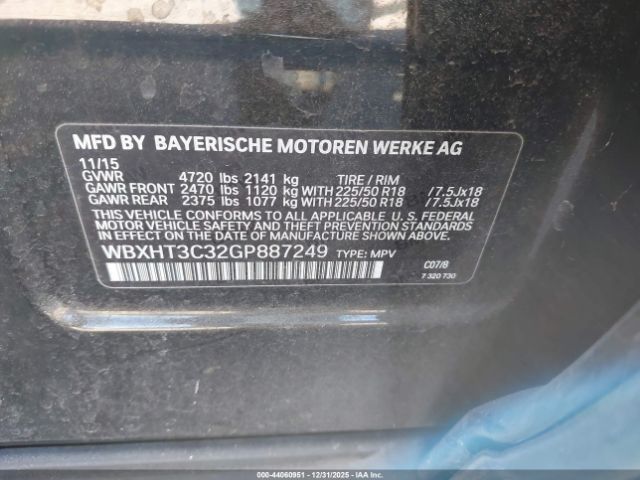 MFD BY BAYERISCHE MOTOREN WERKE AG
11/15
GVWR 4720 lbs 2141 kg TIRE / RIM
GAWR FRONT 2470 lbs 1120 kg WITH 225/50 R18 /7.5Jx18
GAWR REAR 2375 lbs 1077 kg WITH 225/50 R18 /7.5Jx18
THIS VEHICLE CONFORMS TO ALL APPLICABLE U. S. FEDERAL
MOTOR VEHICLE SAFETY AND THEFT PREVENTION STANDARDS
IN EFFECT ON THE DATE OF MANUFACTURE SHOWN ABOVE.
WBXHT3C32GP887249 TYPE: MPV
C07/8
7 320 730
000-44060951 - 12/31/2025 - IAAI.COM